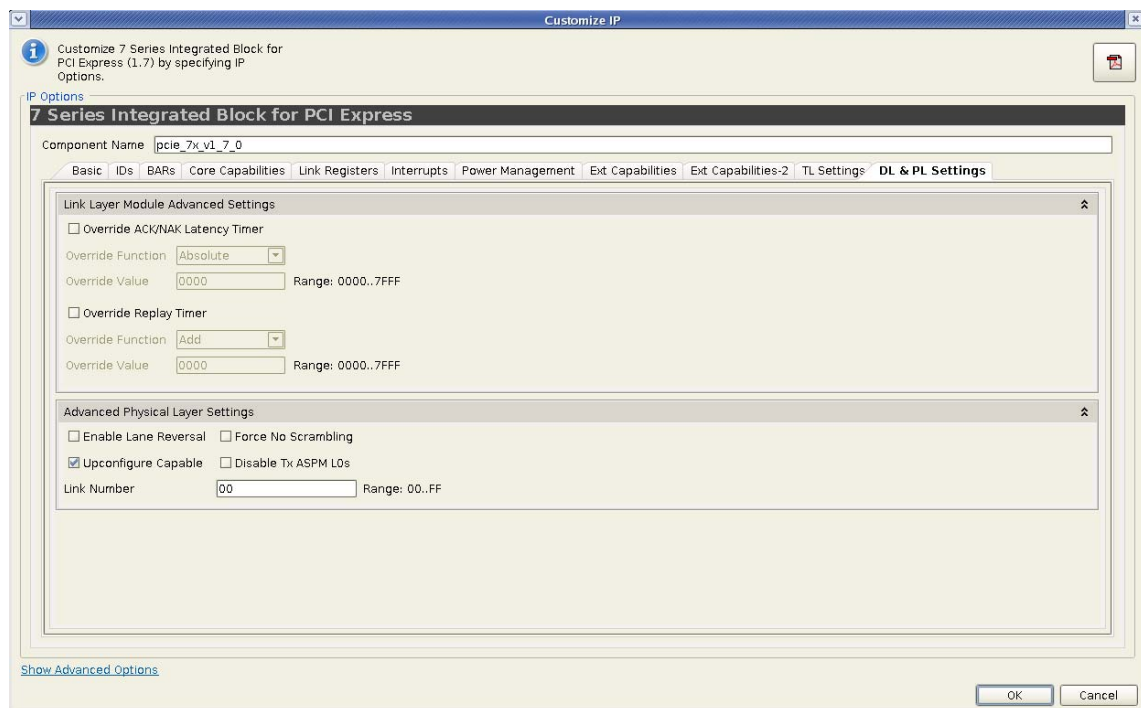 Customize IP
Customize 7 Series Integrated Block for
PCI Express (1.7) by specifying IP
Options.
IP Options
7 Series Integrated Block for PCI Express
Component Name pcie_7x_v1_7_0
Basic IDs BARs Core Capabilities Link Registers Interrupts Power Management Ext Capabilities Ext Capabilities-2 TL Settings DL & PL Settings
Link Layer Module Advanced Settings
Override ACK/NAK Latency Timer
Override Function Absolute
Override Value 0000 Range: 0000..7FFF
Override Replay Timer
Override Function Add
Override Value 0000 Range: 0000..7FFF
Advanced Physical Layer Settings
Enable Lane Reversal Force No Scrambling
Upconfigure Capable Disable Tx ASPM L0s
Link Number 00 Range: 00..FF
Show Advanced Options
OK Cancel